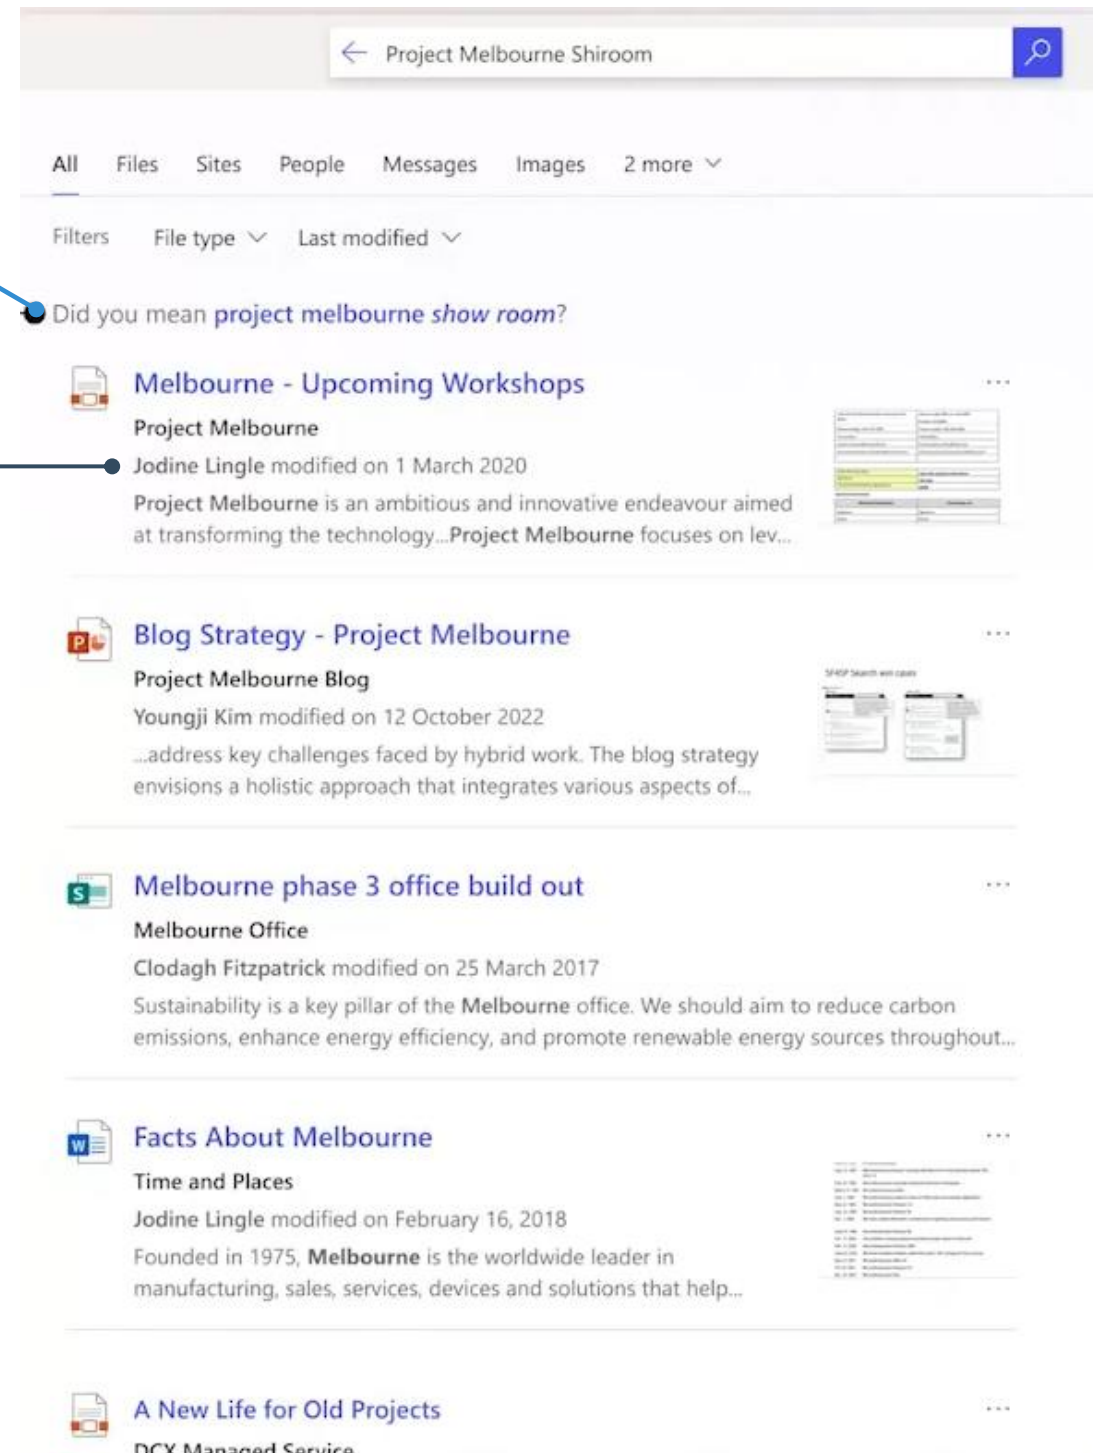 Project Melbourne Shiroom
All Files Sites People Messages Images 2 more
Filters File type Last modified
Did you mean project melbourne show room?
Melbourne - Upcoming Workshops
Project Melbourne
Jodine Lingle modified on 1 March 2020
Project Melbourne is an ambitious and innovative endeavour aimed
at transforming the technology...Project Melbourne focuses on lev...
Blog Strategy - Project Melbourne
Project Melbourne Blog
SF4SP Search win cases
Youngji Kim modified on 12 October 2022
...address key challenges faced by hybrid work. The blog strategy
envisions a holistic approach that integrates various aspects of...
Melbourne phase 3 office build out
Melbourne Office
Clodagh Fitzpatrick modified on 25 March 2017
Sustainability is a key pillar of the Melbourne office. We should aim to reduce carbon
emissions, enhance energy efficiency, and promote renewable energy sources throughout...
Facts About Melbourne
Time and Places
Jodine Lingle modified on February 16, 2018
Founded in 1975, Melbourne is the worldwide leader in
manufacturing, sales, services, devices and solutions that help...
A New Life for Old Projects
DCX Managed Service